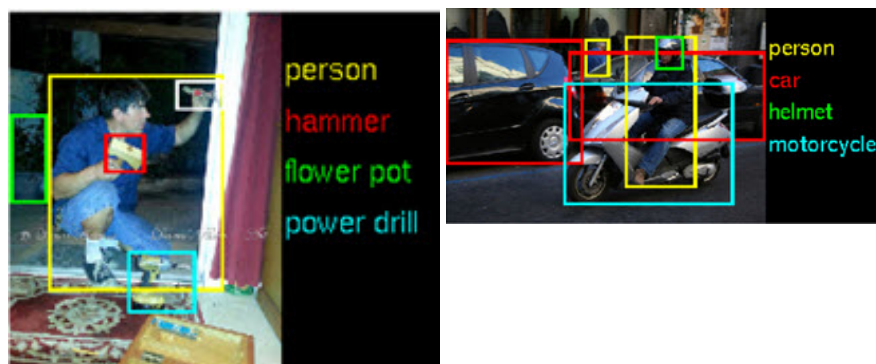 person
hammer
flower pot
power drill
person
car
helmet
motorcycle